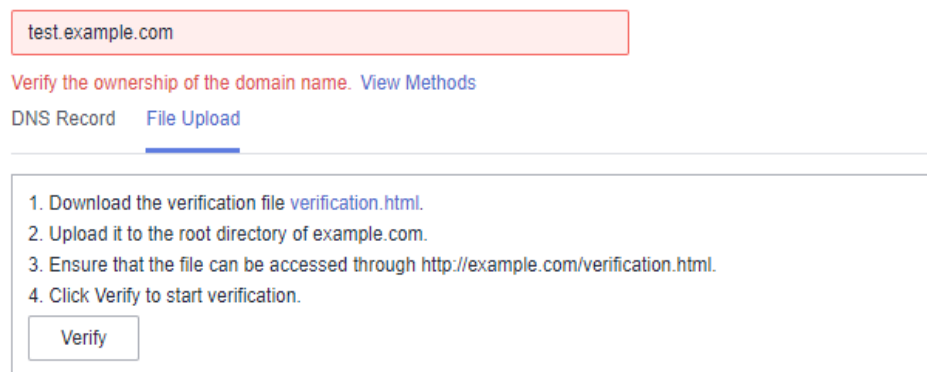 test.example.com
Verify the ownership of the domain name. View Methods
DNS Record File Upload
1. Download the verification file verification.html.
2. Upload it to the root directory of example.com.
3. Ensure that the file can be accessed through http://example.com/verification.html.
4. Click Verify to start verification.
Verify